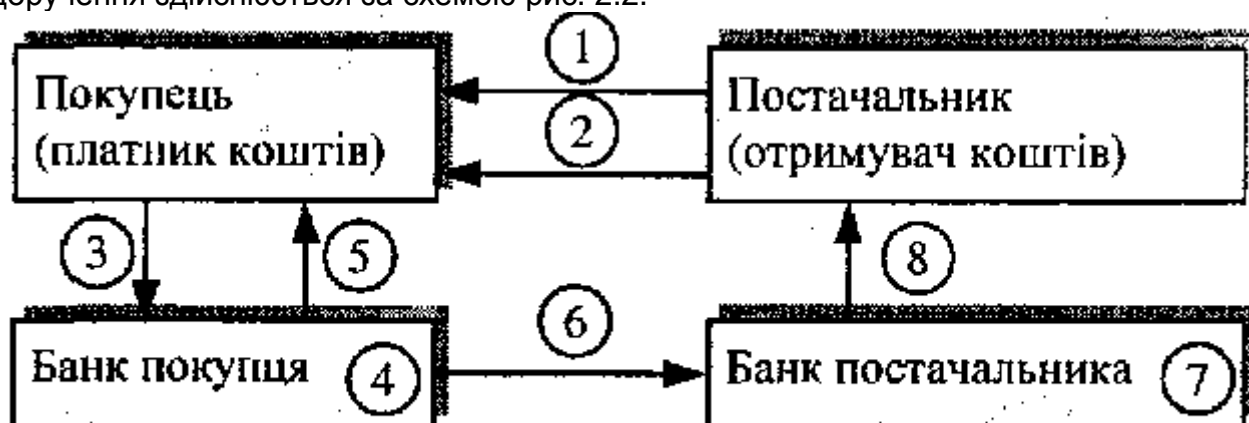 доручення здійснюється за схемою рис. 2.2.
1
Покупець
(платник коштів)
2
Постачальник
(отримувач коштів)
3
5
8
6
Банк покупця
4
Банк постачальника
7